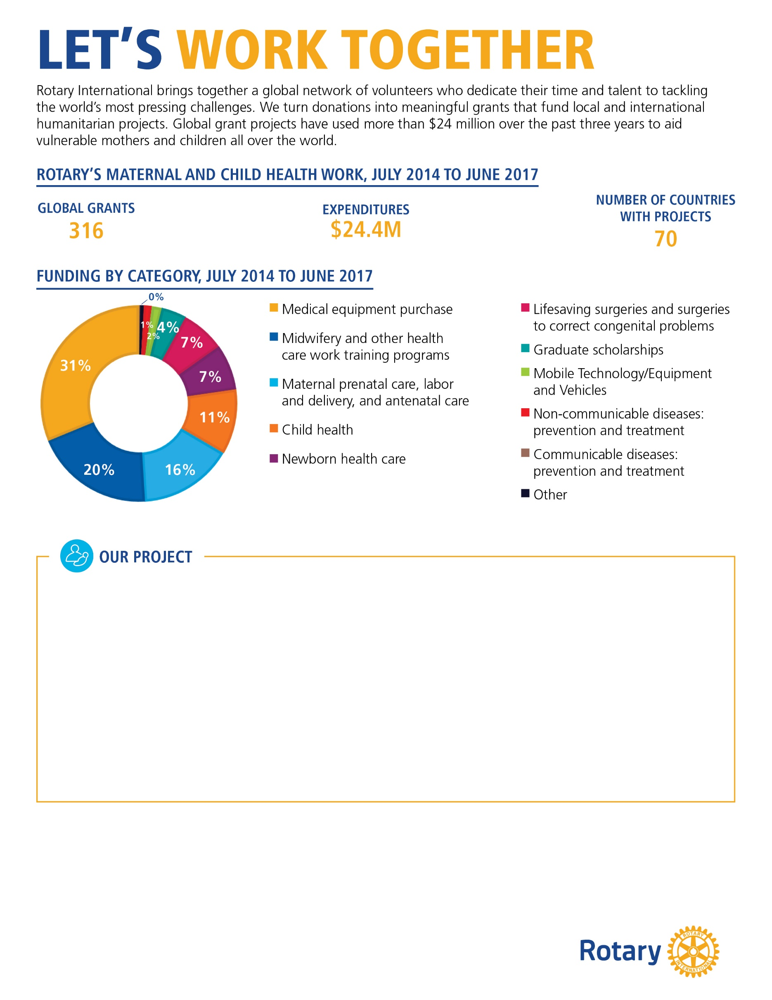 LET'S WORK TOGETHER
Rotary International brings together a global network of volunteers who dedicate their time and talent to tackling
the world's most pressing challenges. We turn donations into meaningful grants that fund local and international
humanitarian projects. Global grant projects have used more than $24 million over the past three years to aid
vulnerable mothers and children all over the world.
ROTARY'S MATERNAL AND CHILD HEALTH WORK, JULY 2014 TO JUNE 2017
GLOBAL GRANTS
316
EXPENDITURES
$24.4M
NUMBER OF COUNTRIES
WITH PROJECTS
70
FUNDING BY CATEGORY, JULY 2014 TO JUNE 2017
0%
1%
2%
4%
7%
7%
11%
16%
20%
31%
Medical equipment purchase
Midwifery and other health
care work training programs
Maternal prenatal care, labor
and delivery, and antenatal care
Child health
Newborn health care
Lifesaving surgeries and surgeries
to correct congenital problems
Graduate scholarships
Mobile Technology/Equipment
and Vehicles
Non-communicable diseases:
prevention and treatment
Communicable diseases:
prevention and treatment
Other
OUR PROJECT
Rotary
ROTARY
INTERNATIONAL